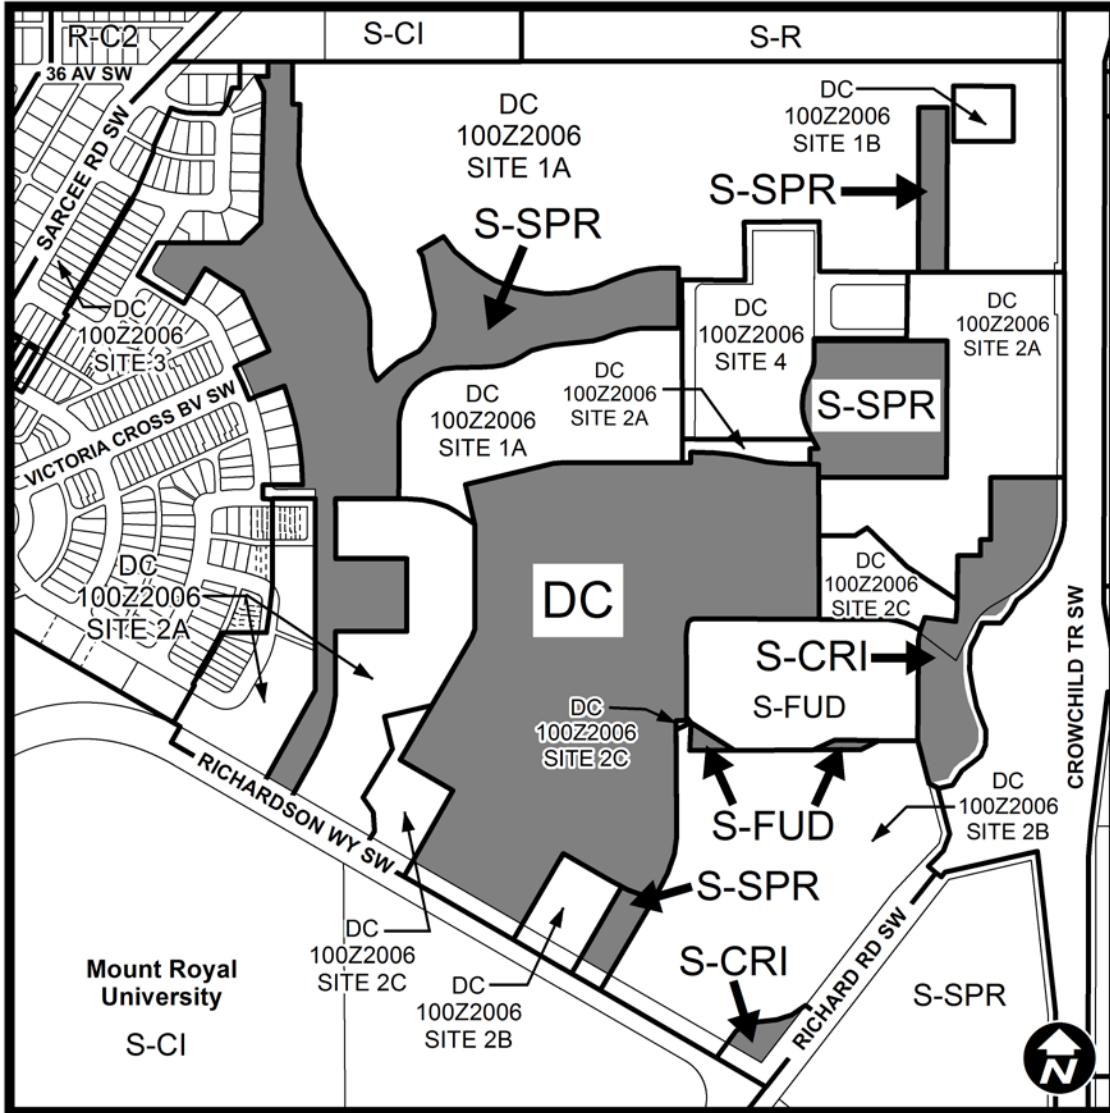 R-C2
S-CI
S-R
36 AV SW
SARCEE RD SW
DC
100Z2006
SITE 1A
DC
100Z2006
SITE 1B
S-SPR
S-SPR
DC
100Z2006
SITE 3
DC
100Z2006
SITE 4
DC
100Z2006
SITE 2A
DC
100Z2006
SITE 2A
DC
100Z2006
SITE 1A
S-SPR
VICTORIA CROSS BV SW
DC
100Z2006
SITE 2A
DC
DC
100Z2006
SITE 2C
S-CRI
S-FUD
CROWCHILD TR SW
DC
100Z2006
SITE 2C
RICHARDSON WY SW
S-FUD
DC
100Z2006
SITE 2B
S-SPR
DC
100Z2006
SITE 2C
DC
100Z2006
SITE 2B
S-CRI
RICHARD RD SW
S-SPR
Mount Royal
University
S-CI
N